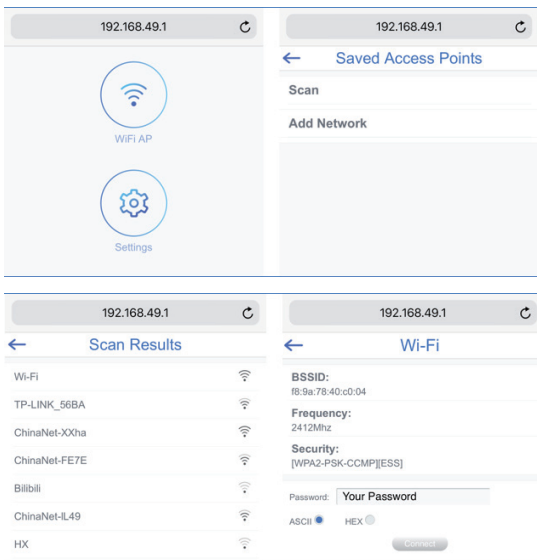 192.168.49.1
WiFi AP
Settings
192.168.49.1
Saved Access Points
Scan
Add Network
192.168.49.1
Scan Results
Wi-Fi
TP-LINK_56BA
ChinaNet-XXha
ChinaNet-FE7E
Bilibili
ChinaNet-IL49
HX
192.168.49.1
Wi-Fi
BSSID:
f8:9a:78:40:c0:04
Frequency:
2412Mhz
Security:
[WPA2-PSK-CCMP][ESS]
Password: Your Password
ASCII HEX
Connect